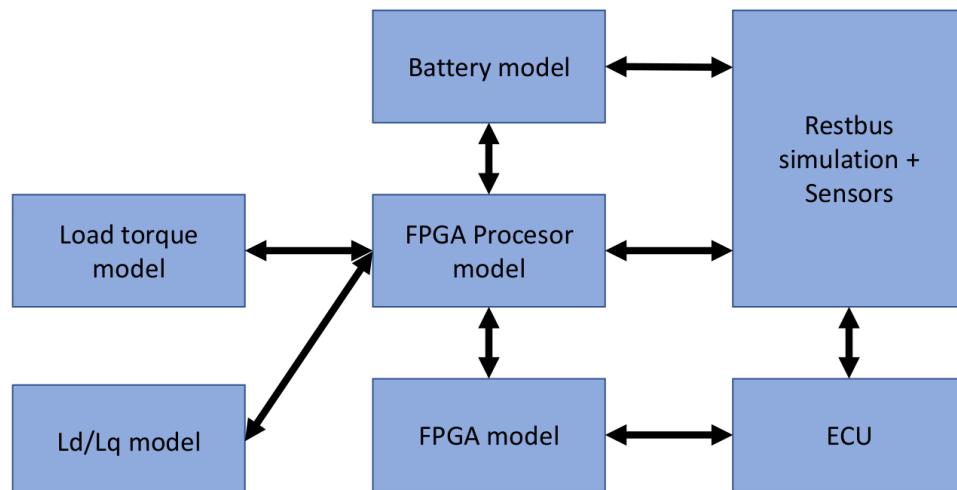 Battery model
Restbus
simulation +
Sensors
Load torque
model
FPGA Procesor
model
Ld/Lq model
FPGA model
ECU